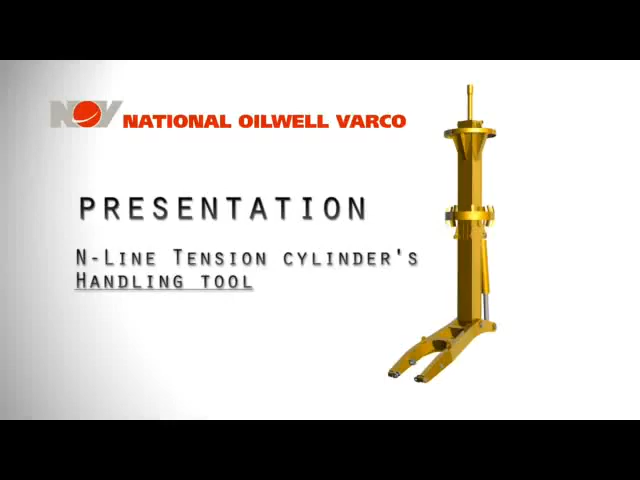 NOV NATIONAL OILWELL VARCO
PRESENTATION
N-Line Tension cylinder's
Handling tool